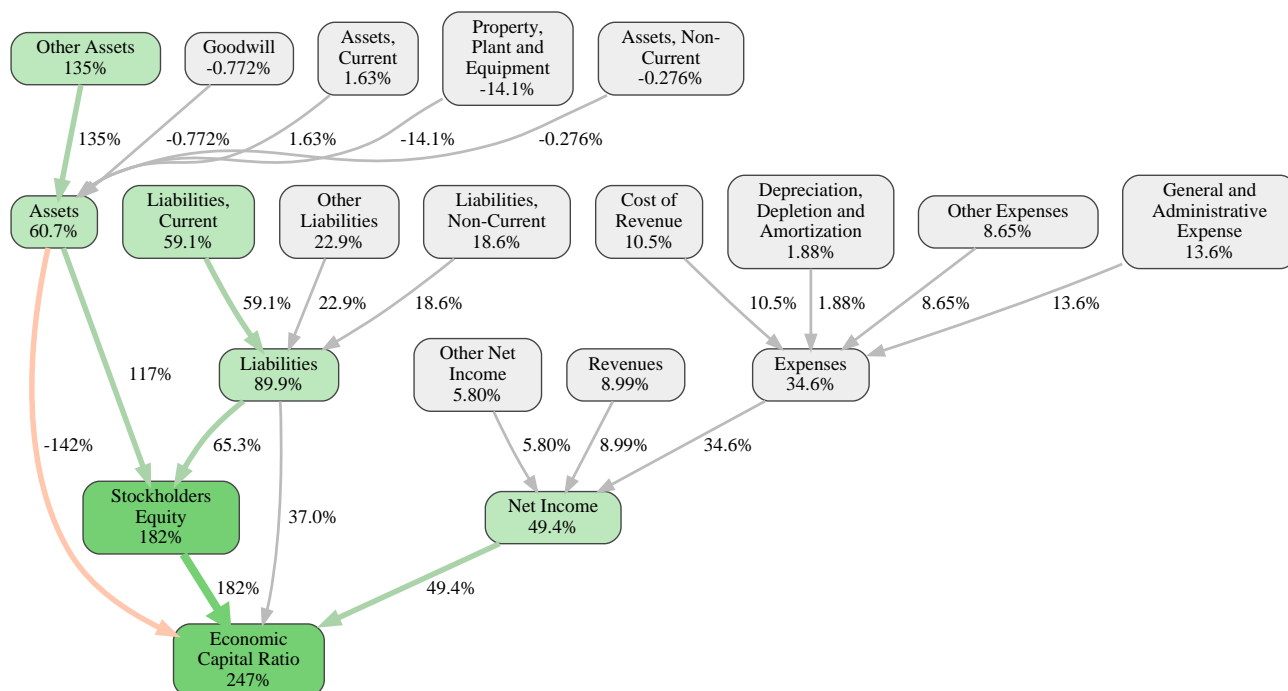 Other Assets
135%
Goodwill
-0.772%
Assets,
Current
1.63%
Property,
Plant and
Equipment
-14.1%
Assets, Non-
Current
-0.276%
135%
-0.772%
1.63%
-14.1%
-0.276%
Assets
60.7%
Liabilities,
Current
59.1%
Other
Liabilities
22.9%
Liabilities,
Non-Current
18.6%
Cost of
Revenue
10.5%
Depreciation,
Depletion and
Amortization
1.88%
Other Expenses
8.65%
General and
Administrative
Expense
13.6%
59.1%
22.9%
18.6%
10.5%
1.88%
8.65%
13.6%
117%
Liabilities
89.9%
Other Net
Income
5.80%
Revenues
8.99%
Expenses
34.6%
-142%
65.3%
5.80%
8.99%
34.6%
Stockholders
Equity
182%
37.0%
Net Income
49.4%
182%
49.4%
Economic
Capital Ratio
247%